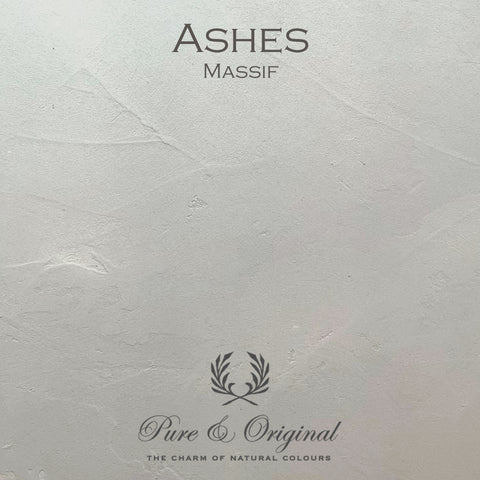 Ashes
Massif
Pure & Original
THE CHARM OF NATURAL COLOURS